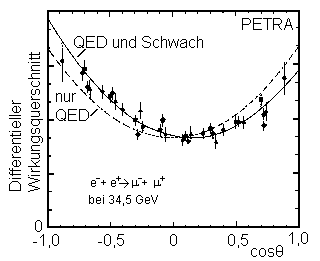 PETRA
QED und Schwach
nur
QED
Differentieller
Wirkungsquerschnitt
e⁻+ e⁺→μ⁻+ μ⁺
bei 34,5 GeV
0
-1,0 -0,5 0 0,5 1,0
cosθ